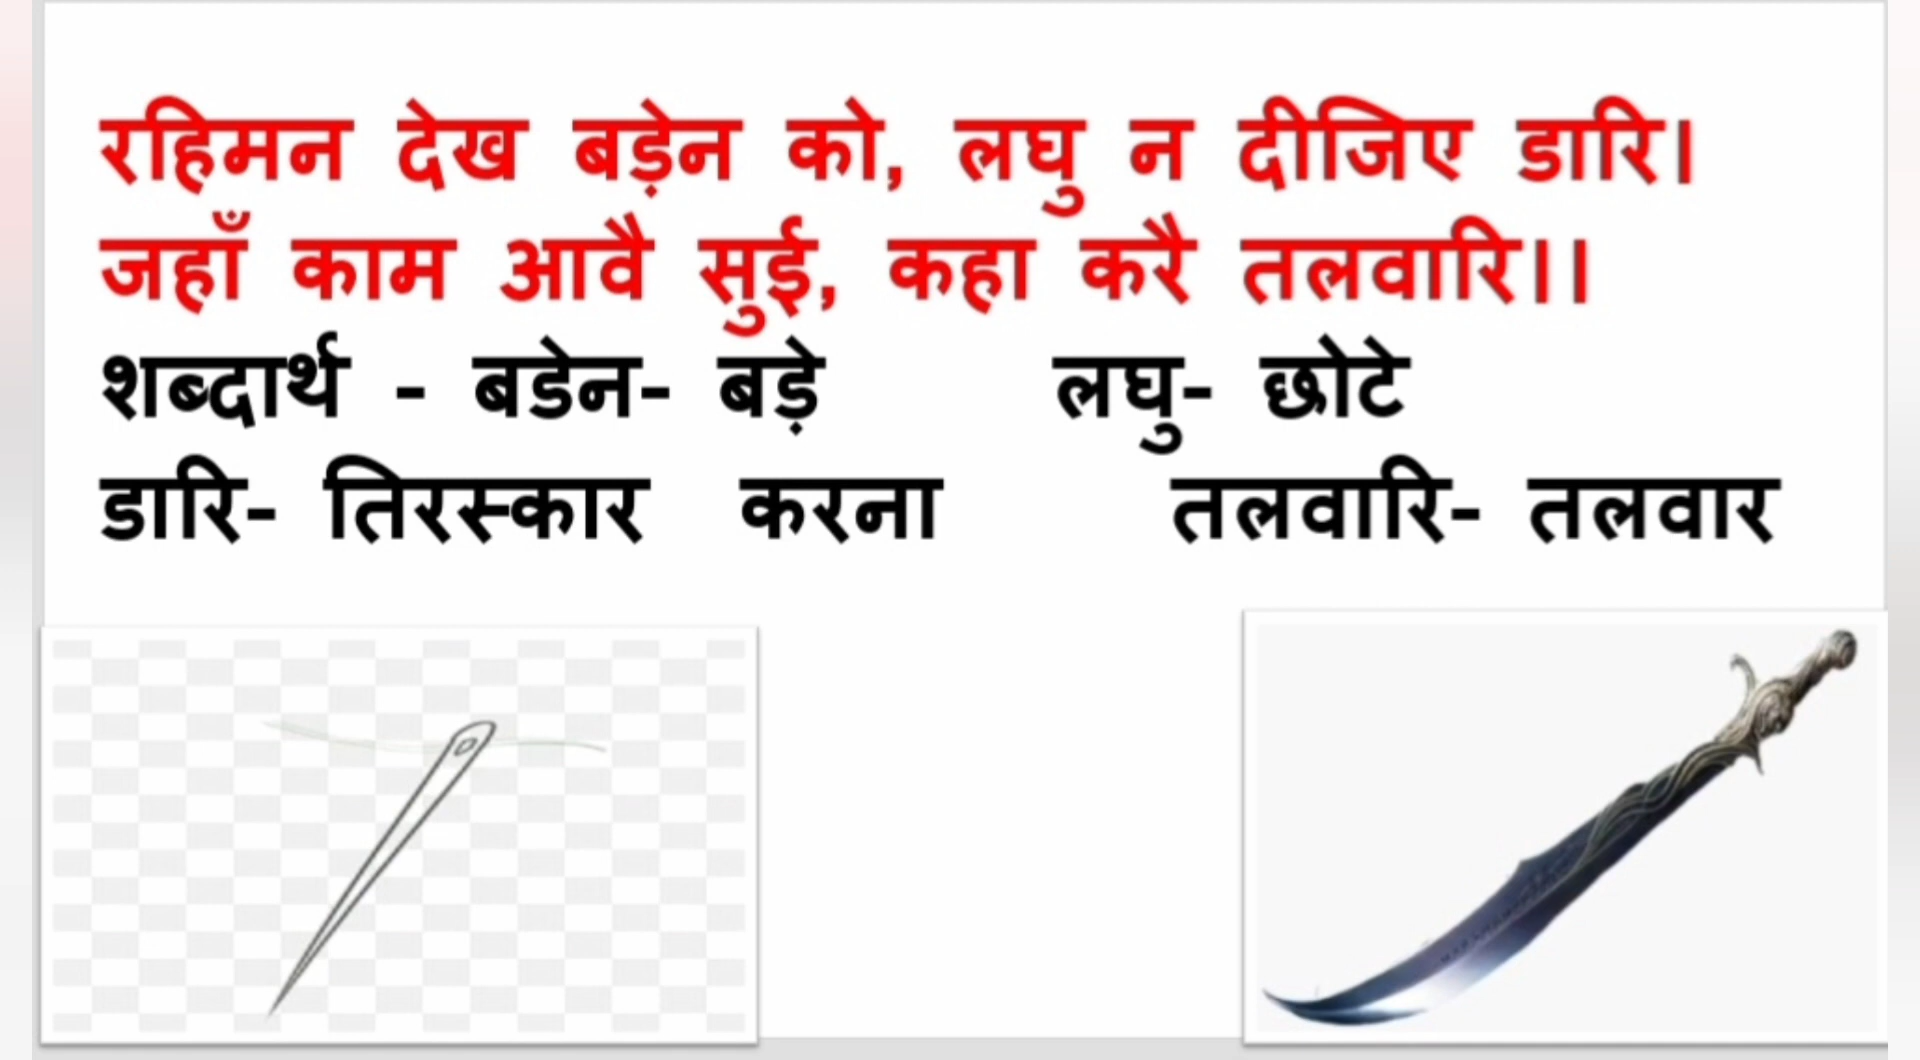 रहिमन देख बड़ेन को, लघु न दीजिए डारि।
जहाँ काम आवै सुई, कहा करै तलवारि।।
शब्दार्थ - बडेन- बड़े लघु- छोटे
डारि- तिरस्कार करना तलवारि- तलवार